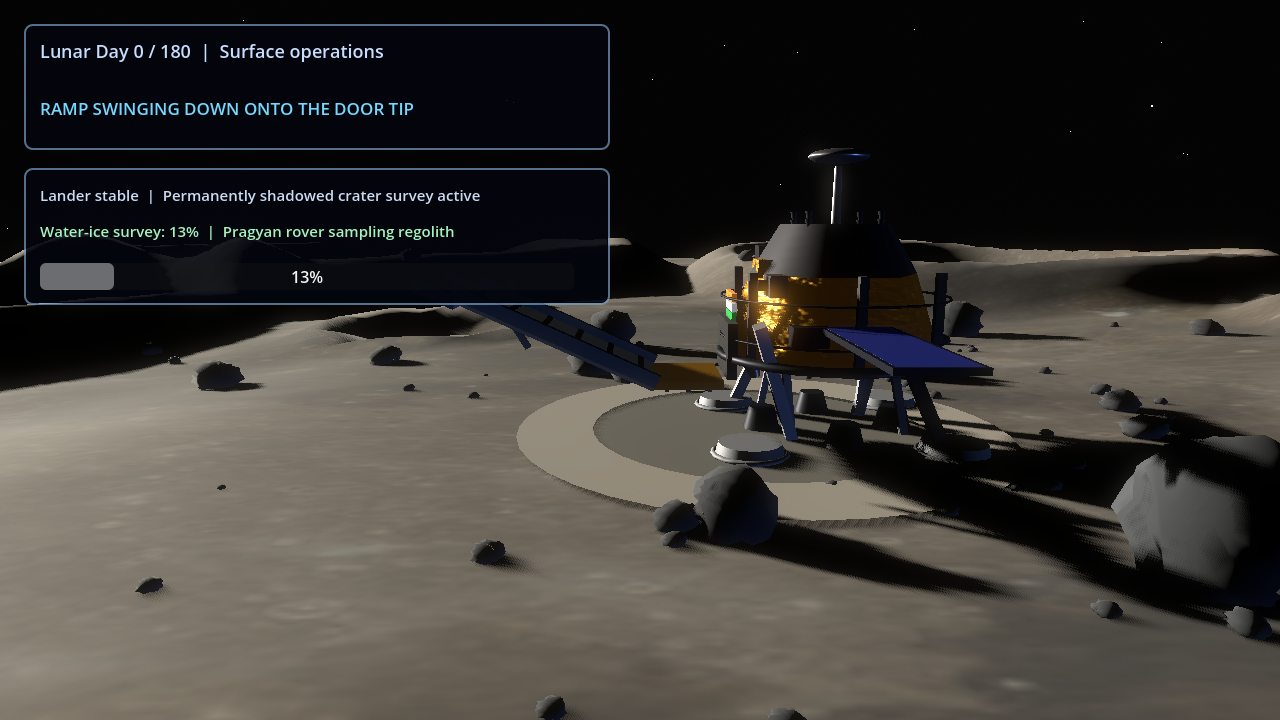 Lunar Day 0 / 180 | Surface operations
RAMP SWINGING DOWN ONTO THE DOOR TIP
Lander stable | Permanently shadowed crater survey active
Water-ice survey: 13% | Pragyan rover sampling regolith
13%